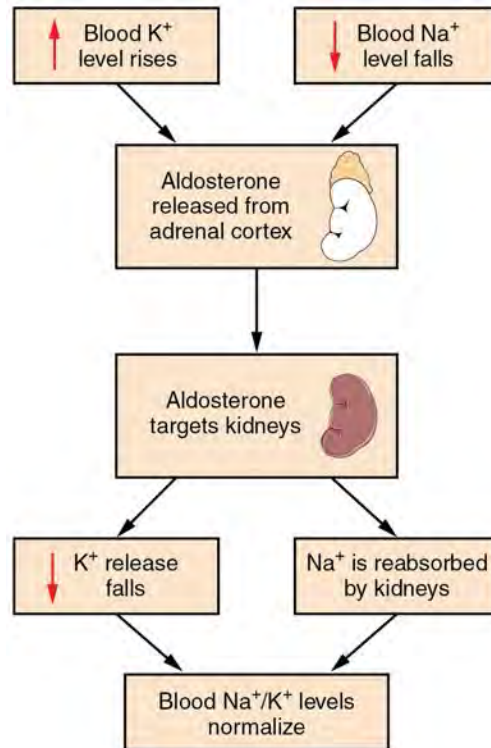 Blood K⁺
level rises
Blood Na⁺
level falls
Aldosterone
released from
adrenal cortex
Aldosterone
targets kidneys
K⁺ release
falls
Na⁺ is reabsorbed
by kidneys
Blood Na⁺/K⁺ levels
normalize